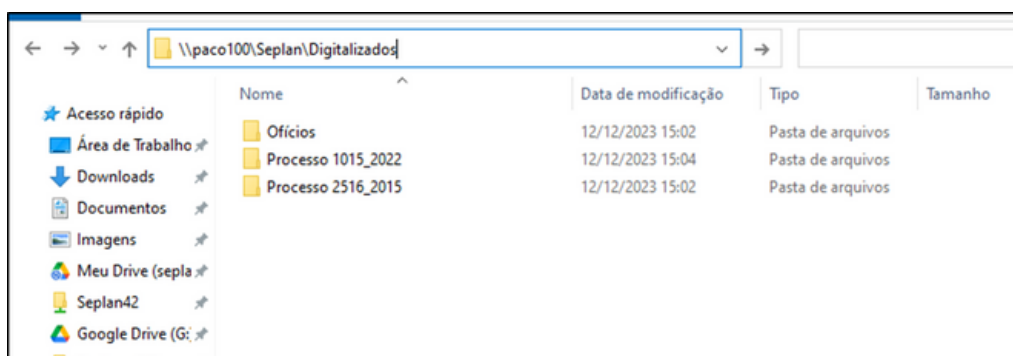 \\paco100\Seplan\Digitalizados
Nome Data de modificação Tipo Tamanho
Acesso rápido
Área de Trabalho
Downloads
Documentos
Imagens
Meu Drive (sepla
Seplan42
Google Drive (G:
Ofícios 12/12/2023 15:02 Pasta de arquivos
Processo 1015_2022 12/12/2023 15:04 Pasta de arquivos
Processo 2516_2015 12/12/2023 15:02 Pasta de arquivos